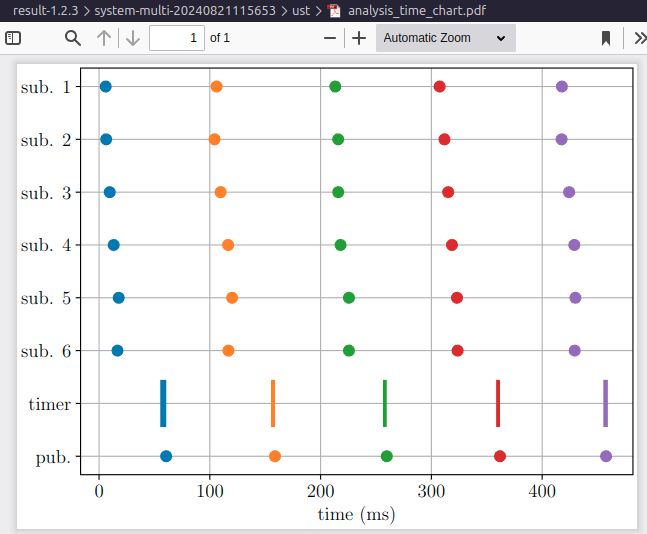 result-1.2.3 > system-multi-20240821115653 > ust > analysis_time_chart.pdf
1 of 1 Automatic Zoom
sub. 1
sub. 2
sub. 3
sub. 4
sub. 5
sub. 6
timer
pub.
0 100 200 300 400
time (ms)